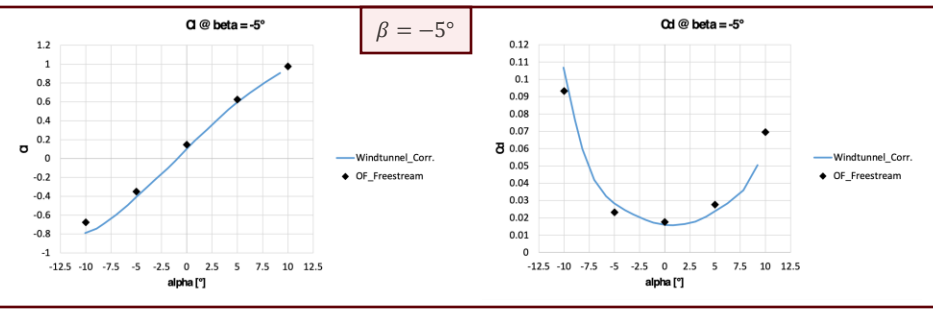 Cl @ beta = -5°
β = −5°
Cd @ beta = -5°
1.2
1
0.8
0.6
0.4
0.2
0
-0.2
-0.4
-0.6
-0.8
-1
Cl
-12.5 -10 -7.5 -5 -2.5 0 2.5 5 7.5 10 12.5
alpha [°]
Windtunnel_Corr.
OF_Freestream
0.12
0.11
0.1
0.09
0.08
0.07
0.06
0.05
0.04
0.03
0.02
0.01
0
Cd
-12.5 -10 -7.5 -5 -2.5 0 2.5 5 7.5 10 12.5
alpha [°]
Windtunnel_Corr.
OF_Freestream